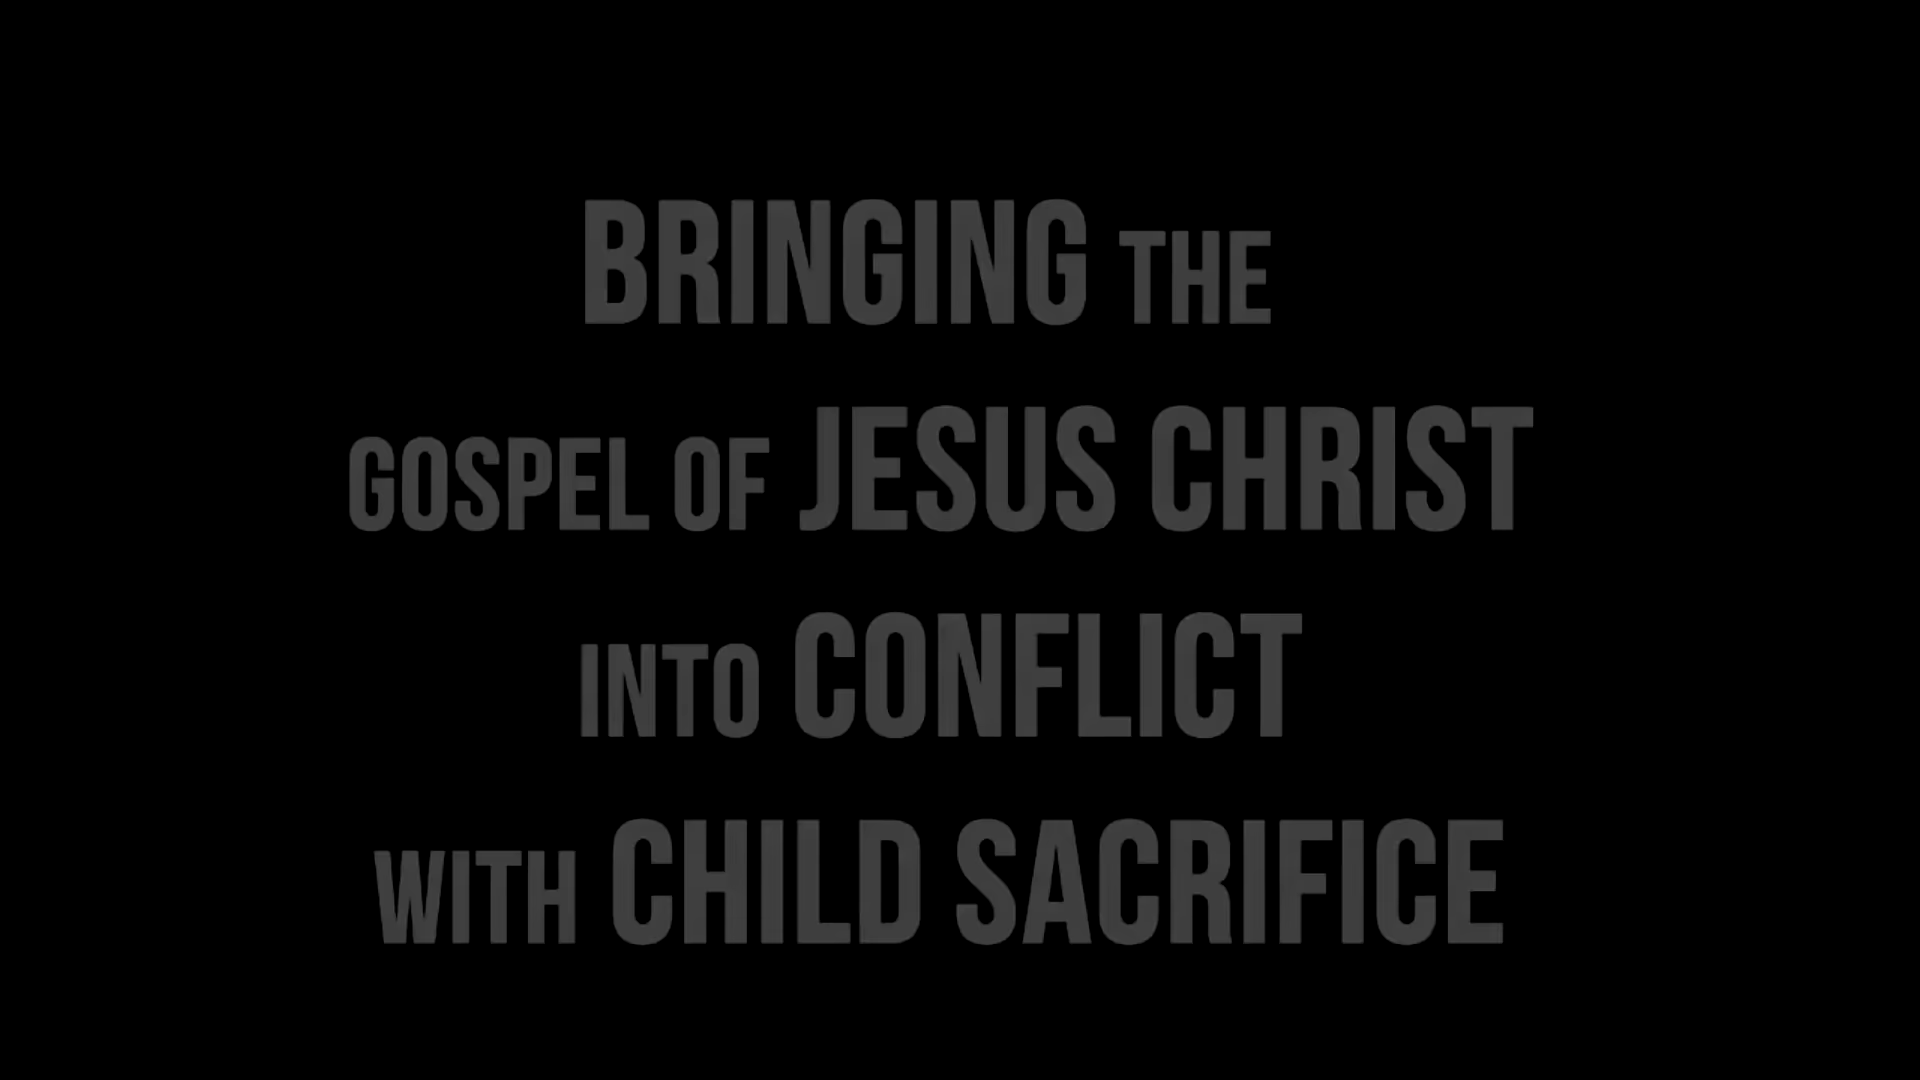 BRINGING THE
GOSPEL OF JESUS CHRIST
INTO CONFLICT
WITH CHILD SACRIFICE